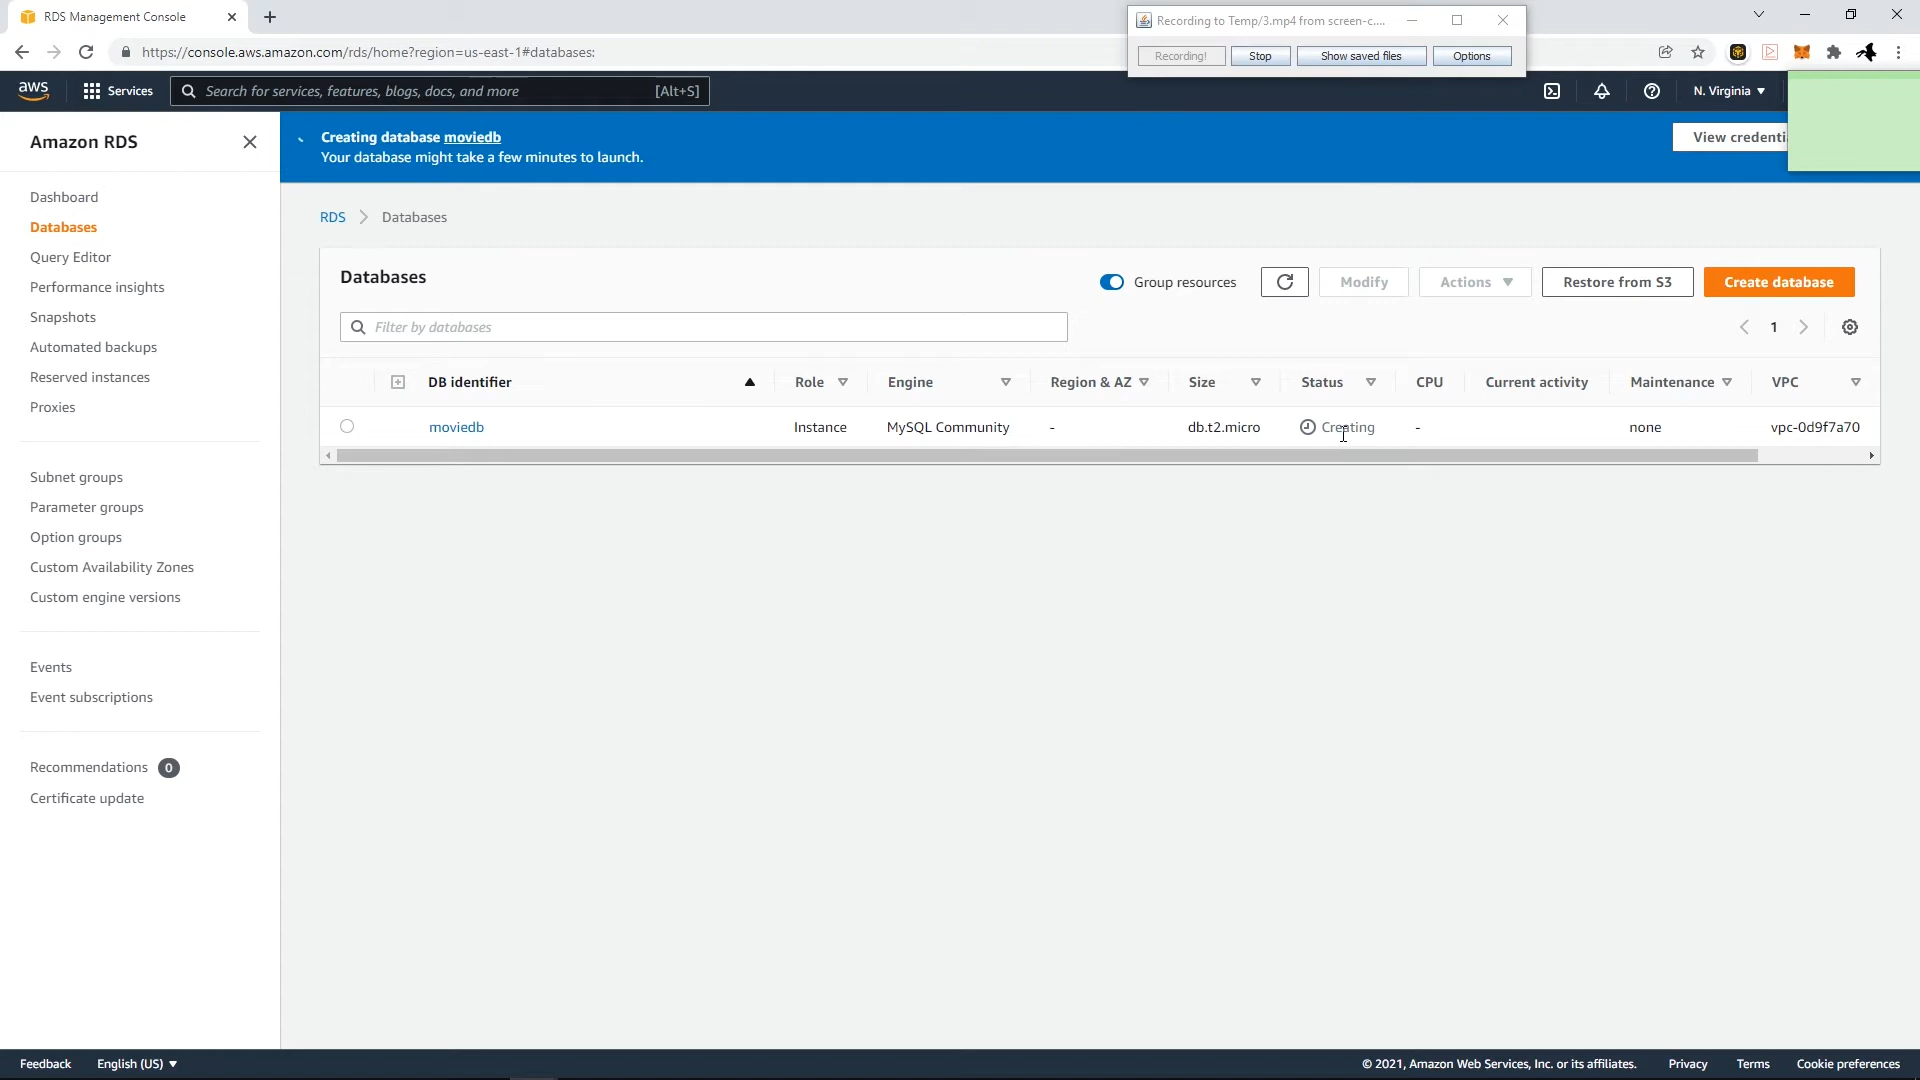 RDS Management Console
Recording to Temp/3.mp4 from screen-c....
https://console.aws.amazon.com/rds/home?region=us-east-1#databases:
Recording!
Stop
Show saved files
Options
aws
Services
Search for services, features, blogs, docs, and more
[Alt+S]
N. Virginia
Amazon RDS
Dashboard
Databases
Query Editor
Performance insights
Snapshots
Automated backups
Reserved instances
Proxies
Subnet groups
Parameter groups
Option groups
Custom Availability Zones
Custom engine versions
Events
Event subscriptions
Recommendations 0
Certificate update
Creating database moviedb
Your database might take a few minutes to launch.
View credenti
RDS > Databases
Databases
Group resources
Modify
Actions
Restore from S3
Create database
Filter by databases
1
DB identifier Role Engine Region & AZ Size Status CPU Current activity Maintenance VPC
moviedb Instance MySQL Community - db.t2.micro Creating - none vpc-0d9f7a70
Feedback
English (US)
© 2021, Amazon Web Services, Inc. or its affiliates.
Privacy
Terms
Cookie preferences